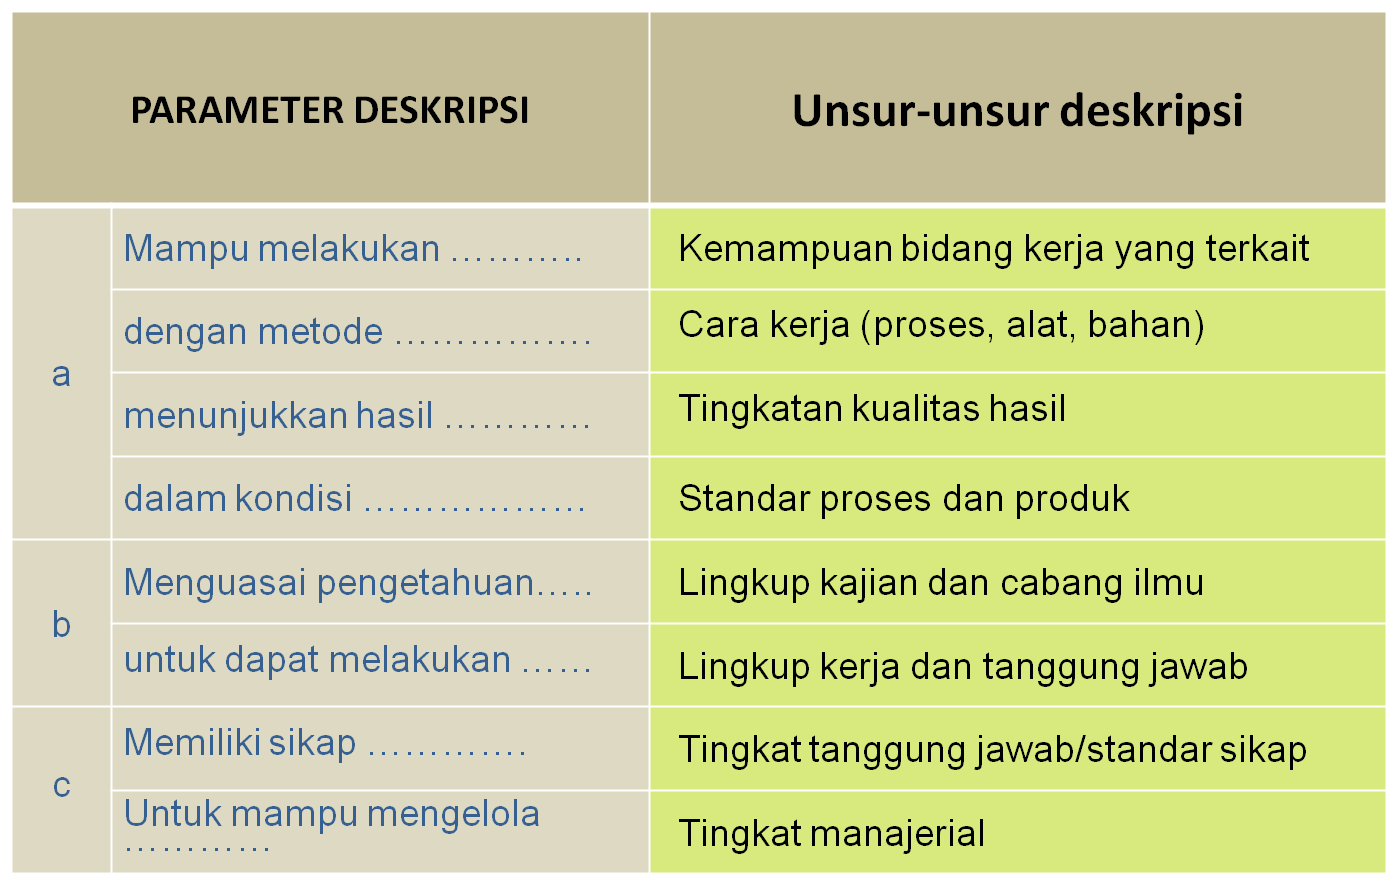 PARAMETER DESKRIPSI
Unsur-unsur deskripsi
a
Mampu melakukan ………..
Kemampuan bidang kerja yang terkait
dengan metode …………….
Cara kerja (proses, alat, bahan)
menunjukkan hasil …………
Tingkatan kualitas hasil
dalam kondisi ………………
Standar proses dan produk
b
Menguasai pengetahuan…..
Lingkup kajian dan cabang ilmu
untuk dapat melakukan ……
Lingkup kerja dan tanggung jawab
c
Memiliki sikap ………….
Tingkat tanggung jawab/standar sikap
Untuk mampu mengelola
…………
Tingkat manajerial